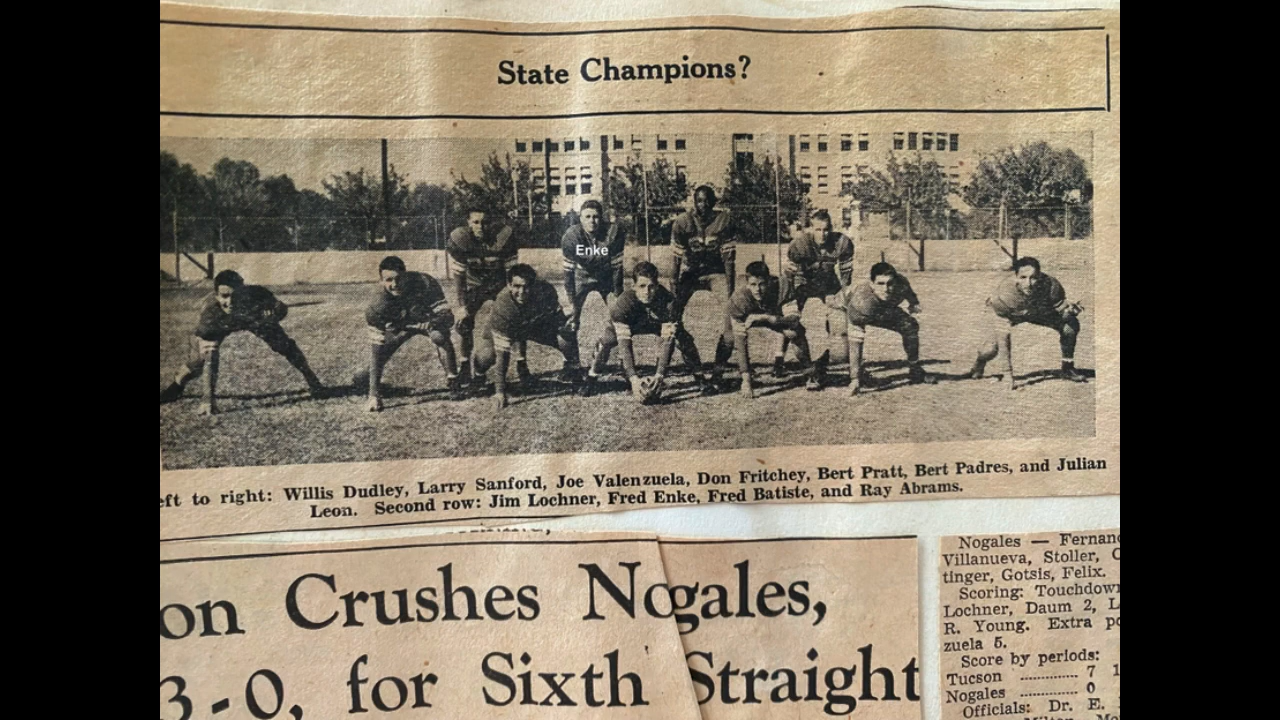 State Champions?
Enke
eft to right: Willis Dudley, Larry Sanford, Joe Valenzuela, Don Fritchey, Bert Pratt, Bert Padres, and Julian
Leon. Second row: Jim Lochner, Fred Enke, Fred Batiste, and Ray Abrams.
on Crushes Nogales,
3-0, for Sixth Straight
Nogales — Fernand
Villanueva, Stoller, C
tinger, Gotsis, Felix.
Scoring: Touchdown
Lochner, Daum 2, L
R. Young. Extra po
zuela 5.
Score by periods:
Tucson .............. 7 1
Nogales .............. 0
Officials: Dr. E.